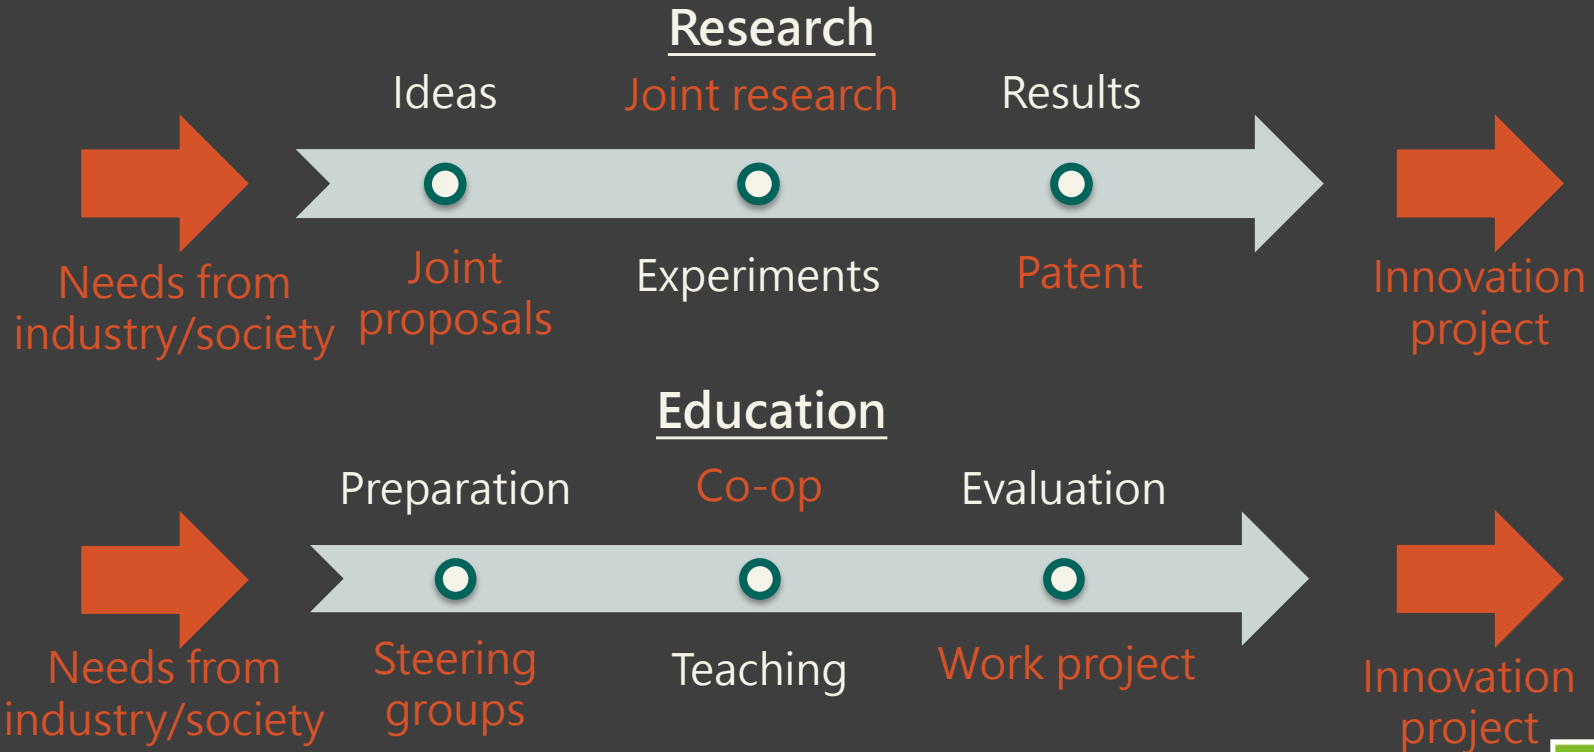 Research
Ideas
Joint research
Results
Needs from
industry/society
Joint
proposals
Experiments
Patent
Innovation
project
Education
Preparation
Co-op
Evaluation
Needs from
industry/society
Steering
groups
Teaching
Work project
Innovation
project